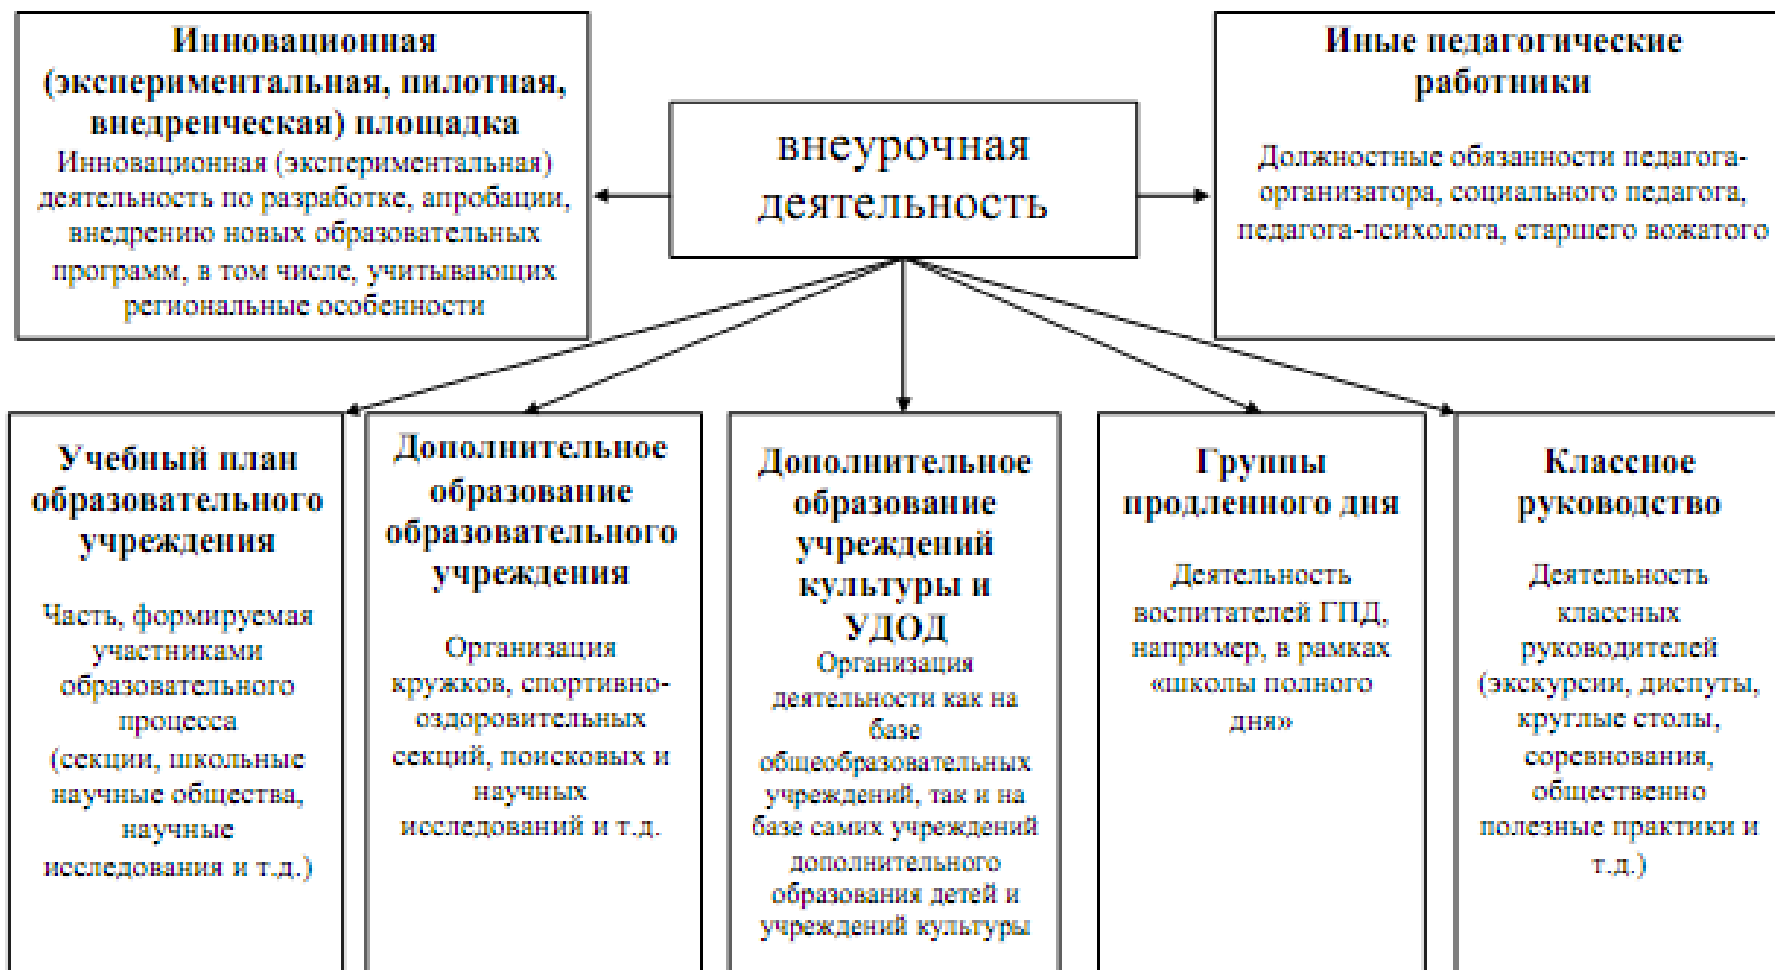 Инновационная
(экспериментальная, пилотная,
внедренческая) площадка
Инновационная (экспериментальная)
деятельность по разработке, апробации,
внедрению новых образовательных
программ, в том числе, учитывающих
региональные особенности
внеурочная
деятельность
Иные педагогические
работники
Должностные обязанности педагога-
организатора, социального педагога,
педагога-психолога, старшего вожатого
Учебный план
образовательного
учреждения
Часть, формируемая
участниками
образовательного
процесса
(секции, школьные
научные общества,
научные
исследования и т.д.)
Дополнительное
образование
образовательного
учреждения
Организация
кружков, спортивно-
оздоровительных
секций, поисковых и
научных
исследований и т.д.
Дополнительное
образование
учреждений
культуры и
УДОД
Организация
деятельности как на
базе
общеобразовательных
учреждений, так и на
базе самих учреждений
дополнительного
образования детей и
учреждений культуры
Группы
продленного дня
Деятельность
воспитателей ГПД,
например, в рамках
«школы полного
дня»
Классное
руководство
Деятельность
классных
руководителей
(экскурсии, диспуты,
круглые столы,
соревнования,
общественно
полезные практики и
т.д.)